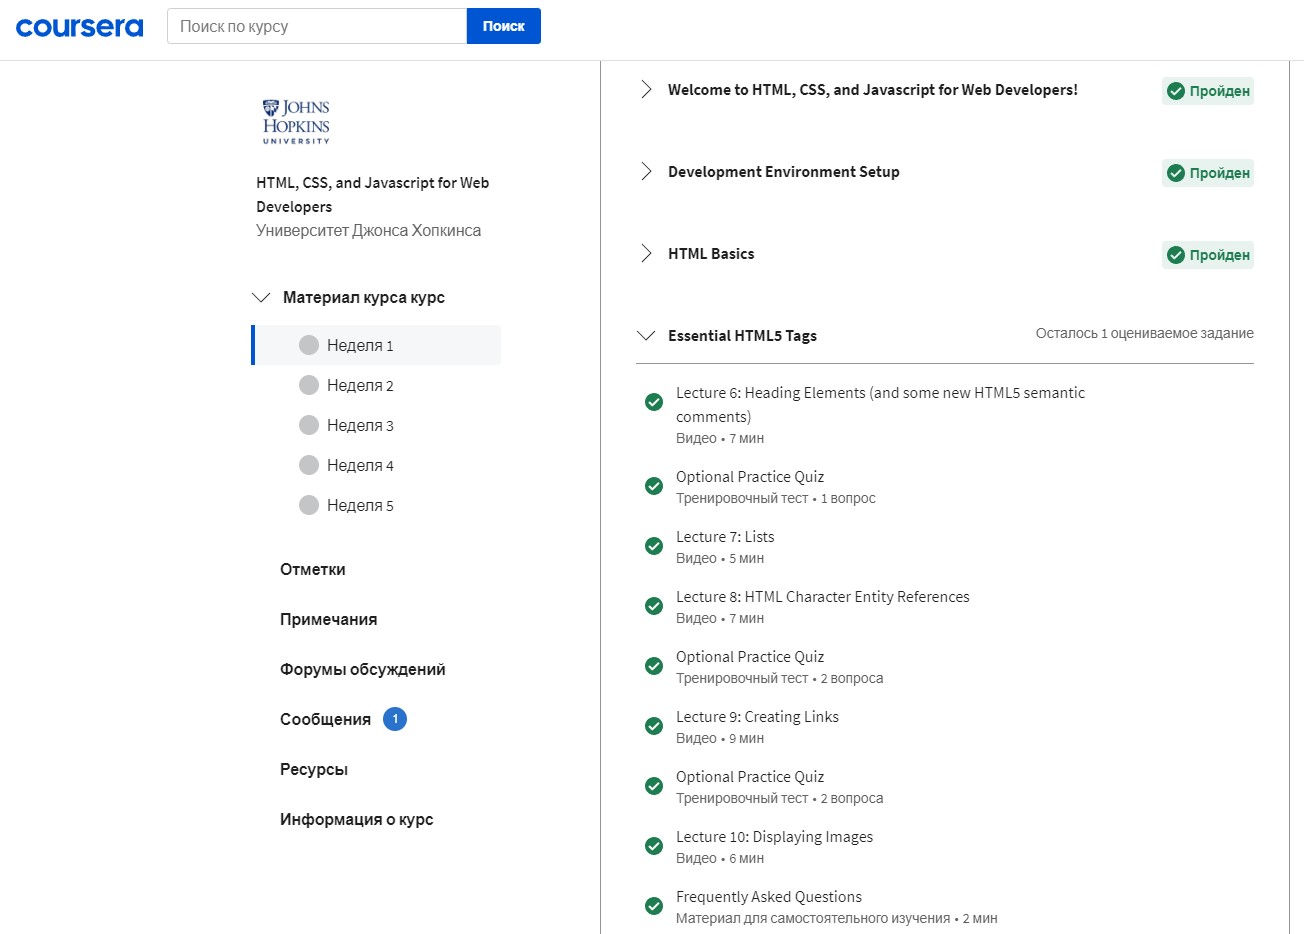 coursera
Поиск по курсу
Поиск
JOHNS
HOPKINS
UNIVERSITY
HTML, CSS, and Javascript for Web
Developers
Университет Джонса Хопкинса
Материал курса курс
Неделя 1
Неделя 2
Неделя 3
Неделя 4
Неделя 5
Отметки
Примечания
Форумы обсуждений
Сообщения 1
Ресурсы
Информация о курс
Welcome to HTML, CSS, and Javascript for Web Developers!
Пройден
Development Environment Setup
Пройден
HTML Basics
Пройден
Essential HTML5 Tags
Осталось 1 оцениваемое задание
Lecture 6: Heading Elements (and some new HTML5 semantic
comments)
Видео • 7 мин
Optional Practice Quiz
Тренировочный тест • 1 вопрос
Lecture 7: Lists
Видео • 5 мин
Lecture 8: HTML Character Entity References
Видео • 7 мин
Optional Practice Quiz
Тренировочный тест • 2 вопроса
Lecture 9: Creating Links
Видео • 9 мин
Optional Practice Quiz
Тренировочный тест • 2 вопроса
Lecture 10: Displaying Images
Видео • 6 мин
Frequently Asked Questions
Материал для самостоятельного изучения • 2 мин